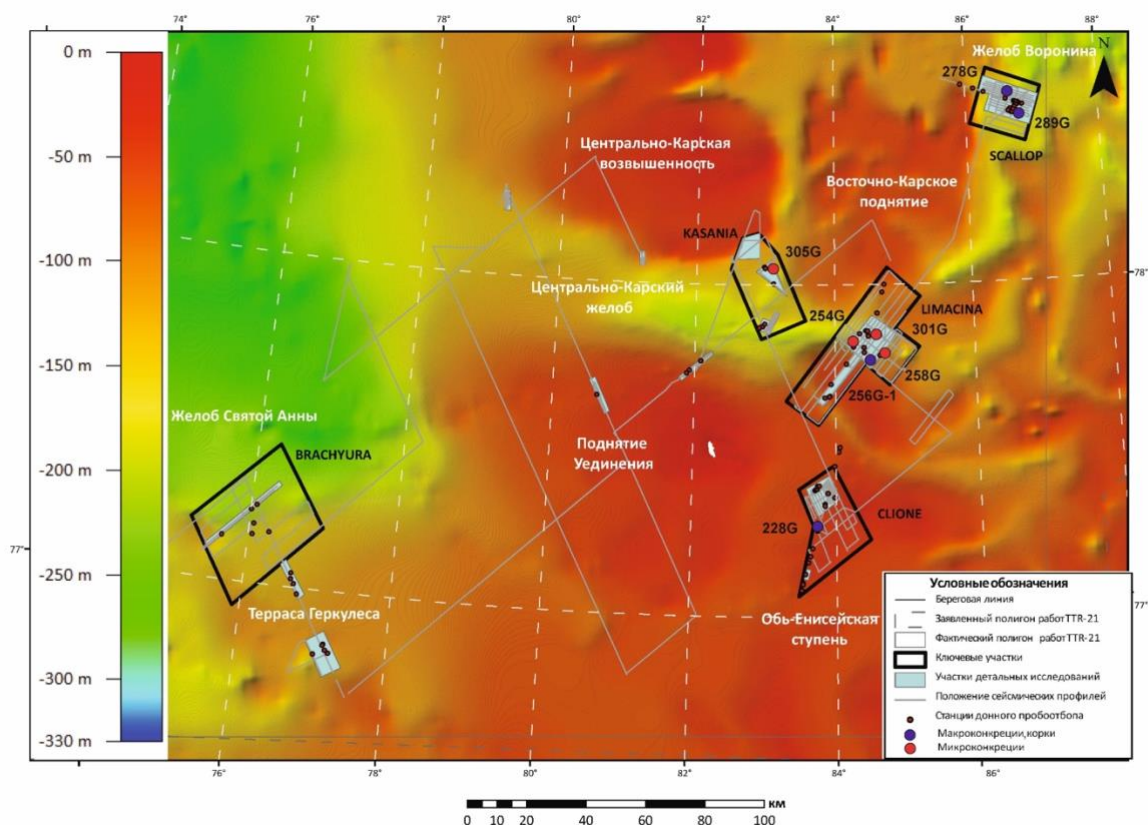 74°
76°
78°
80°
82°
84°
86°
88°
0 m
-50 m
-100 m
-150 m
-200 m
-250 m
-300 m
-330 m
Желоб Воронина
N
278G
289G
SCALLOP
Центрально-Карская
возвышенность
Восточно-Карское
поднятие
KASANIA
305G
78°
Центрально-Карский
желоб
254G
LIMACINA
301G
258G
256G-1
Желоб Святой Анны
BRACHYURA
Поднятие
Уединения
CLIONE
228G
77°
77°
Терраса Геркулеса
Обь-Енисейская
ступень
Условные обозначения
Береговая линия
Заявленный полигон работ TTR-21
Фактический полигон работ TTR-21
Ключевые участки
Участки детальных исследований
Положение сейсмических профилей
Станции донного пробоотбопа
Макроконкреции,корки
Микроконкреции
76°
78°
80°
82°
84°
86°
км
0 10 20 40 60 80 100